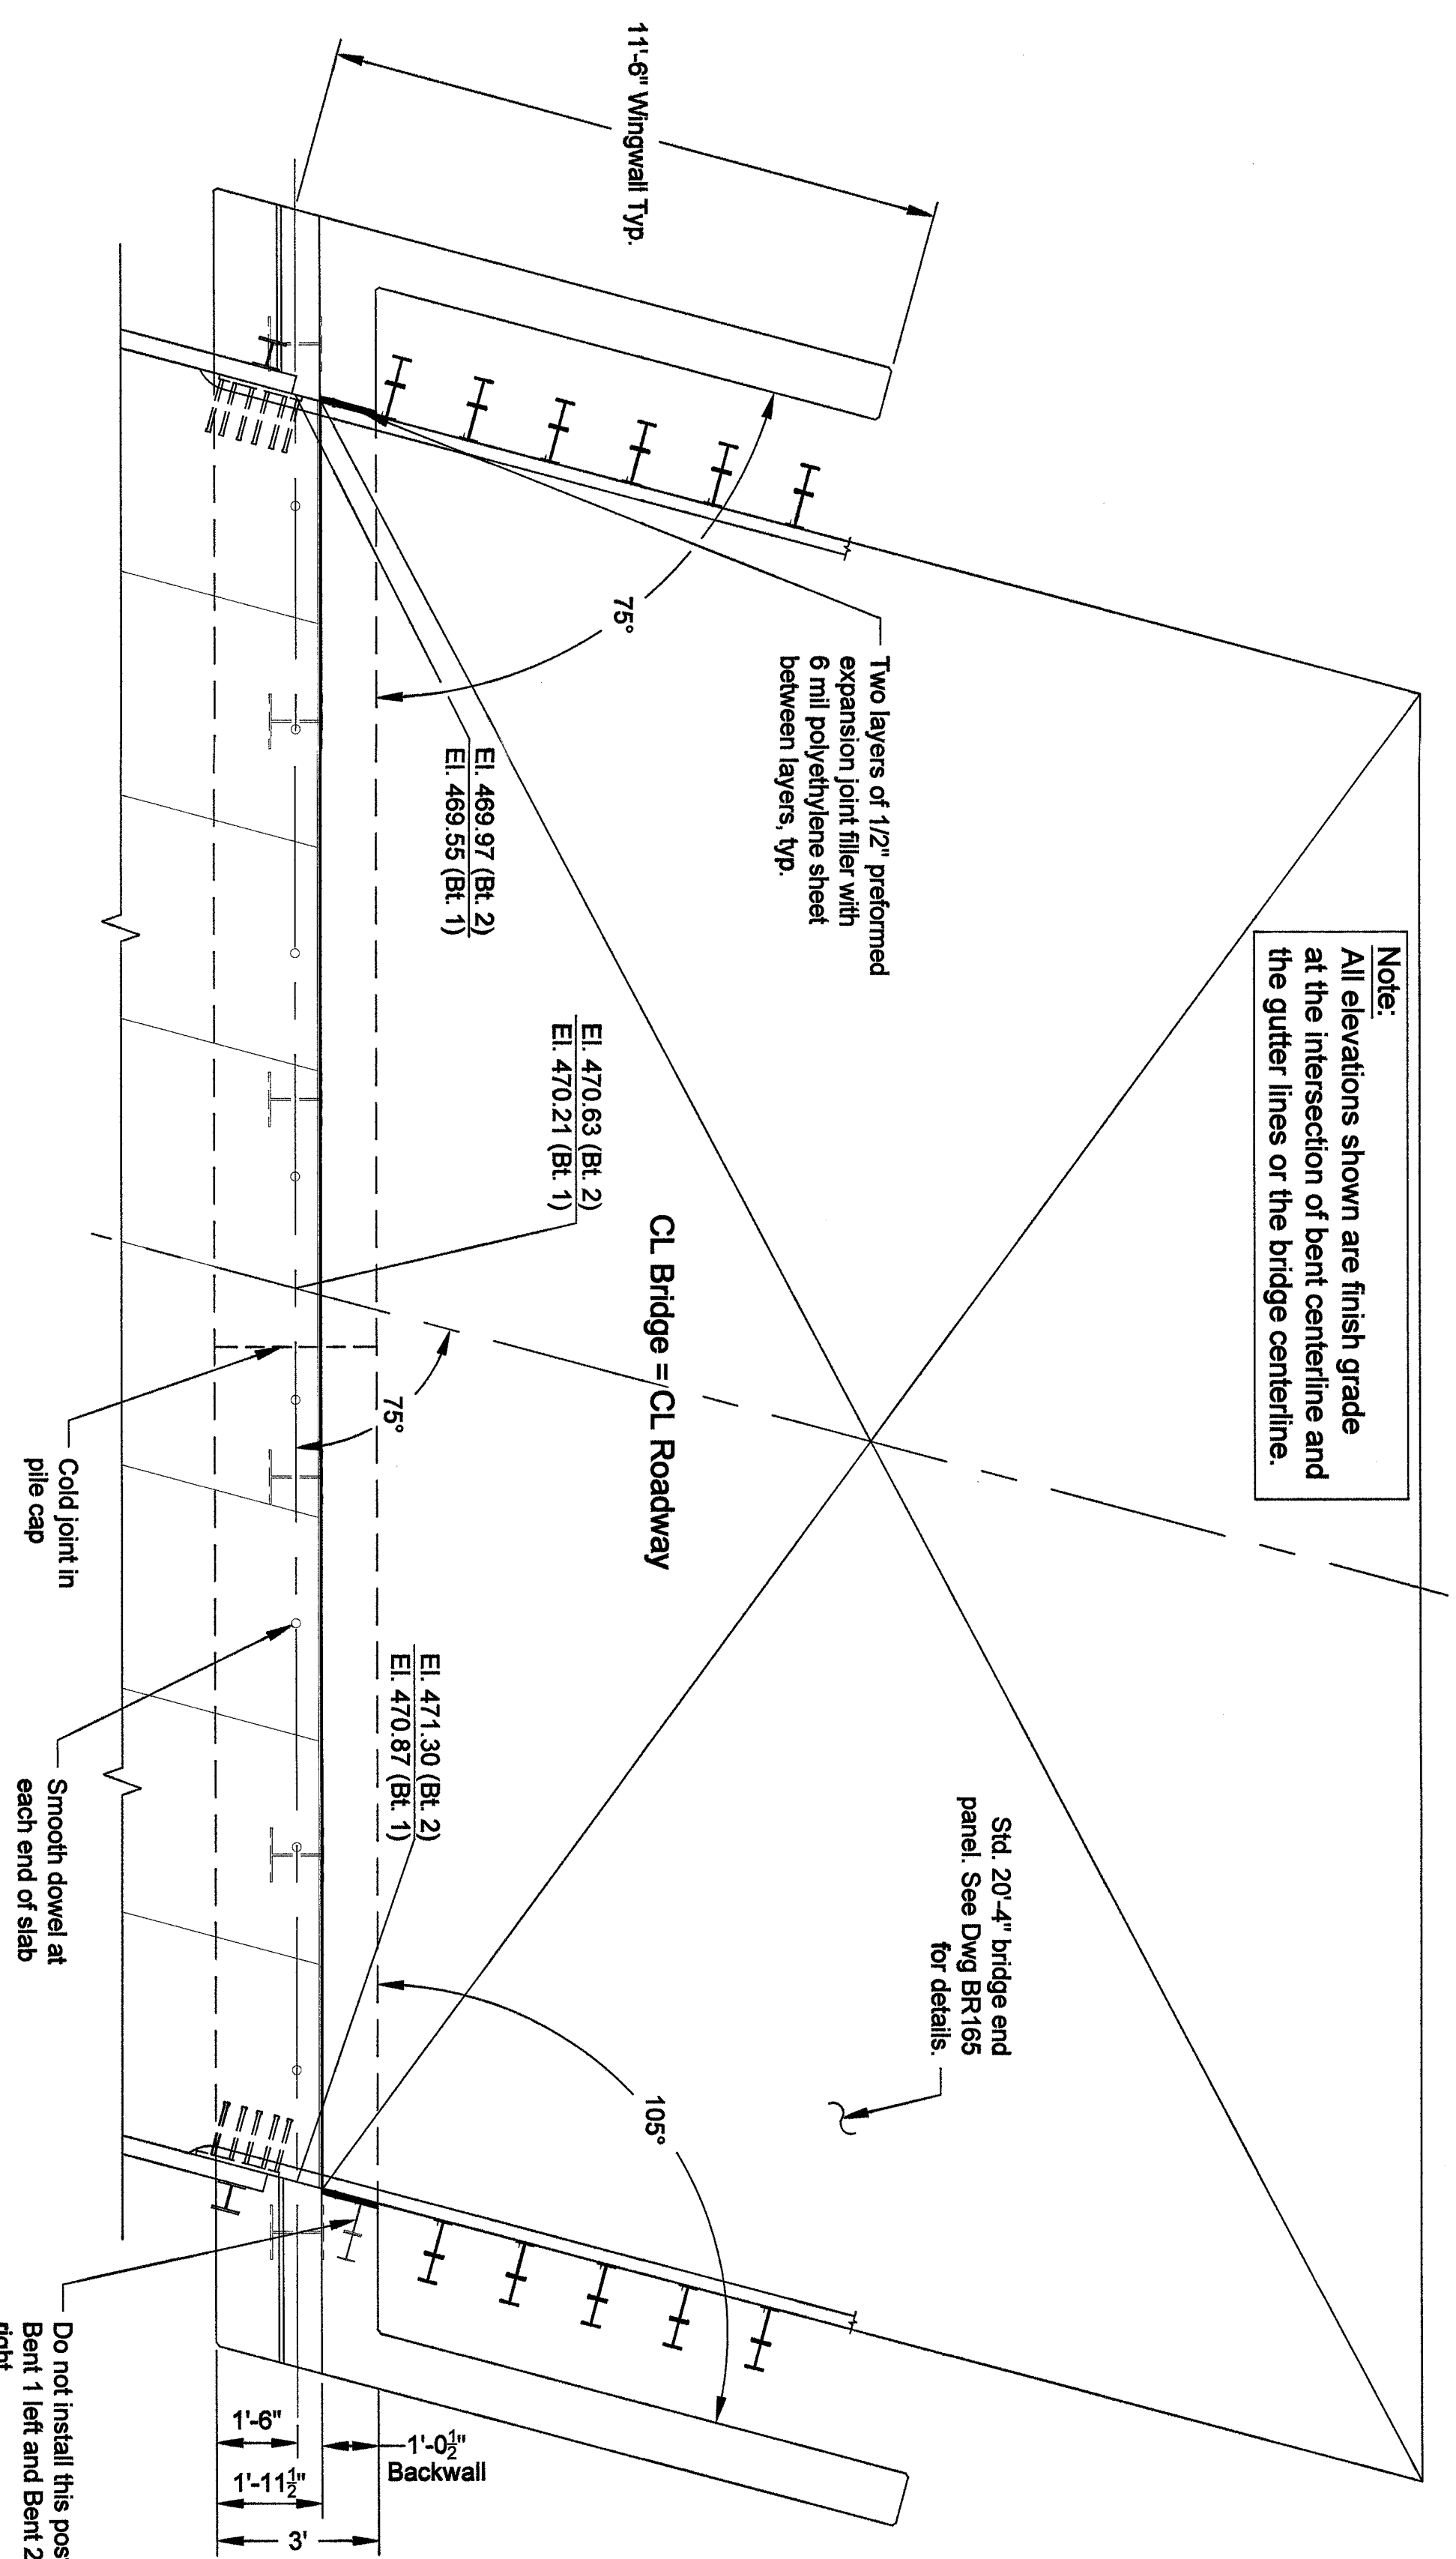 Note:
All elevations shown are finish grade
at the intersection of bent centerline and
the gutter lines or the bridge centerline.
11'-6" Wingwall Typ.
Two layers of 1/2" preformed
expansion joint filler with
6 mil polyethylene sheet
between layers, typ.
75°
El. 469.97 (Bt. 2)
El. 469.55 (Bt. 1)
El. 470.63 (Bt. 2)
El. 470.21 (Bt. 1)
CL Bridge = CL Roadway
75°
El. 471.30 (Bt. 2)
El. 470.87 (Bt. 1)
Std. 20'-4" bridge end
panel. See Dwg BR165
for details.
105°
Cold joint in
pile cap
Smooth dowel at
each end of slab
Do not install this pos
Bent 1 left and Bent 2
right
1'-6"
1'-11½"
3'
1'-0½"
Backwall